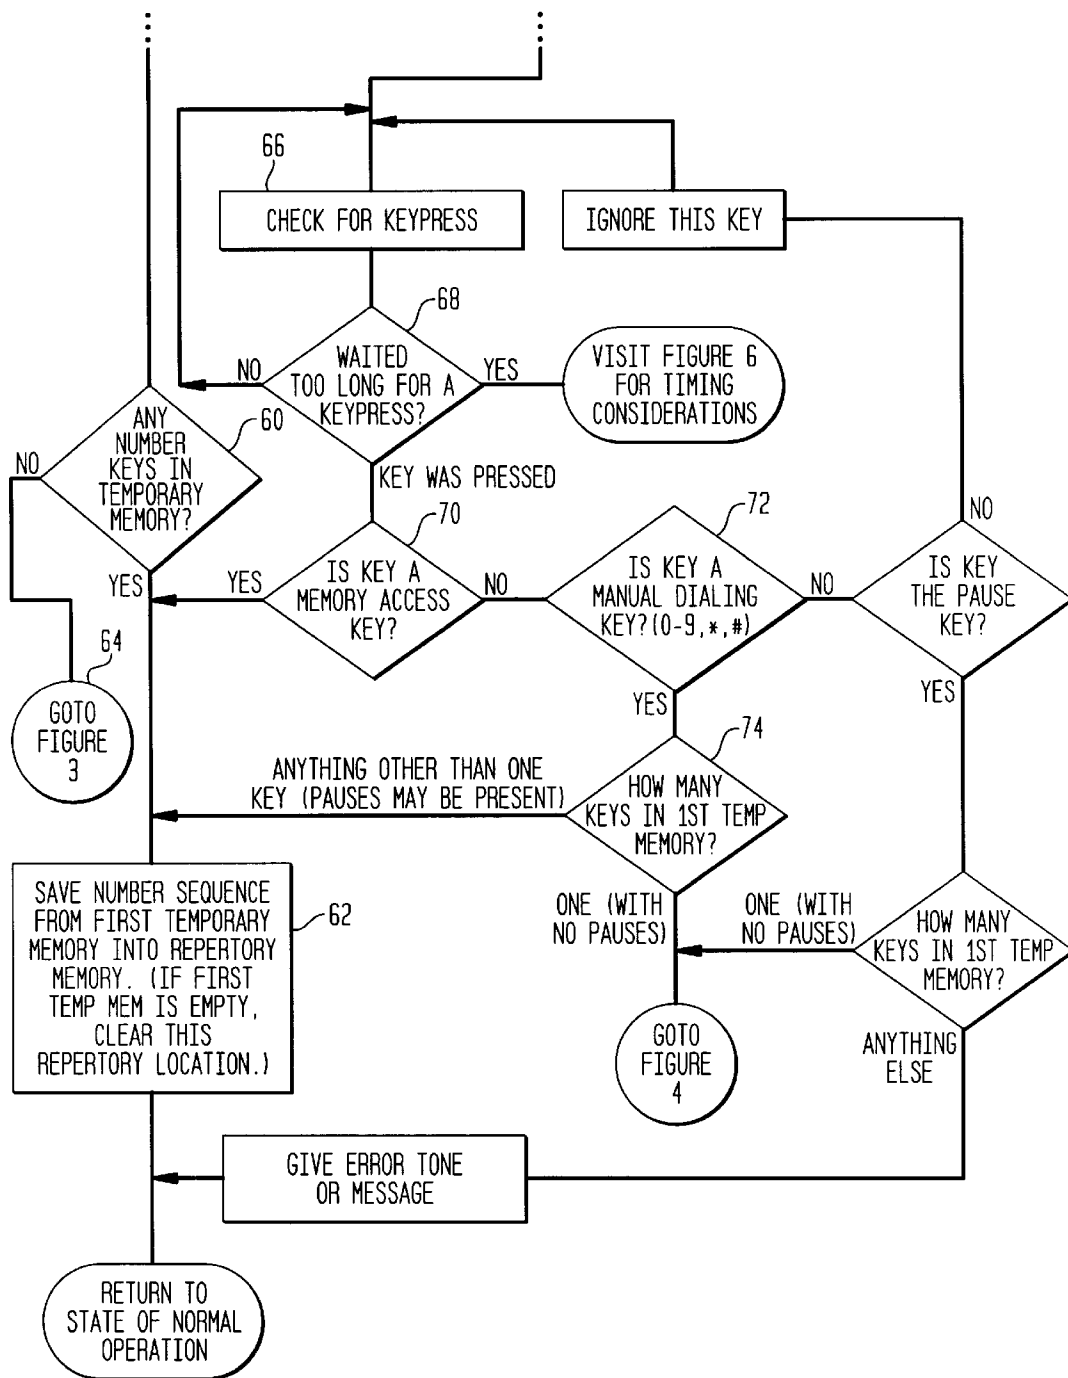 66
CHECK FOR KEYPRESS
IGNORE THIS KEY
68
WAITED
TOO LONG FOR A
KEYPRESS?
NO
YES
VISIT FIGURE 6
FOR TIMING
CONSIDERATIONS
60
ANY
NUMBER
KEYS IN
TEMPORARY
MEMORY?
NO
YES
KEY WAS PRESSED
70
IS KEY A
MEMORY ACCESS
KEY?
YES
NO
72
IS KEY A
MANUAL DIALING
KEY?(0-9,*,#)
NO
YES
NO
IS KEY
THE PAUSE
KEY?
YES
64
GOTO
FIGURE
3
74
HOW MANY
KEYS IN 1ST TEMP
MEMORY?
ANYTHING OTHER THAN ONE
KEY (PAUSES MAY BE PRESENT)
ONE (WITH
NO PAUSES)
ONE (WITH
NO PAUSES)
HOW MANY
KEYS IN 1ST TEMP
MEMORY?
ANYTHING
ELSE
62
SAVE NUMBER SEQUENCE
FROM FIRST TEMPORARY
MEMORY INTO REPERTORY
MEMORY. (IF FIRST
TEMP MEM IS EMPTY,
CLEAR THIS
REPERTORY LOCATION.)
GOTO
FIGURE
4
GIVE ERROR TONE
OR MESSAGE
RETURN TO
STATE OF NORMAL
OPERATION